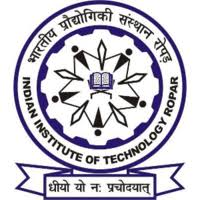 भारतीय प्रौद्योगिकी संस्थान रोपड़
INDIAN INSTITUTE OF TECHNOLOGY ROPAR
धीयो यो न: प्रचोदयात्